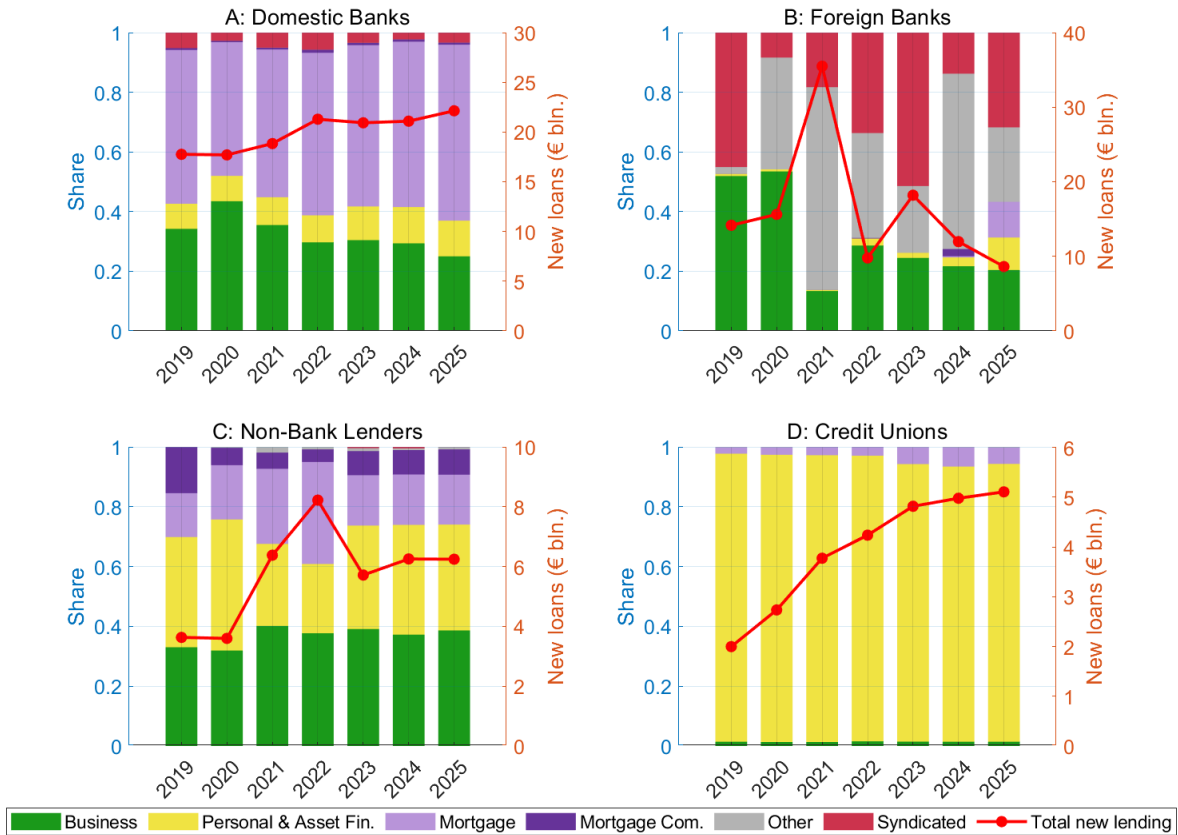 A: Domestic Banks
1
0.8
0.6
0.4
0.2
0
Share
30
25
20
15
10
5
0
New loans (€ bln.)
2019 2020 2021 2022 2023 2024 2025
B: Foreign Banks
1
0.8
0.6
0.4
0.2
0
Share
40
30
20
10
0
New loans (€ bln.)
2019 2020 2021 2022 2023 2024 2025
C: Non-Bank Lenders
1
0.8
0.6
0.4
0.2
0
Share
10
8
6
4
2
0
New loans (€ bln.)
2019 2020 2021 2022 2023 2024 2025
D: Credit Unions
1
0.8
0.6
0.4
0.2
0
Share
6
5
4
3
2
1
0
New loans (€ bln.)
2019 2020 2021 2022 2023 2024 2025
Business Personal & Asset Fin. Mortgage Mortgage Com. Other Syndicated Total new lending